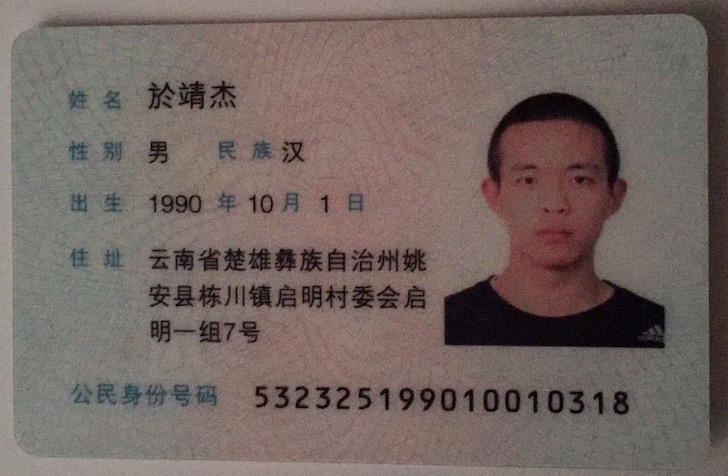 姓名 於靖杰
性别 男 民族 汉
出生 1990 年 10 月 1 日
住址 云南省楚雄彝族自治州姚
安县栋川镇启明村委会启
明一组7号
公民身份号码 532325199010010318
adidas